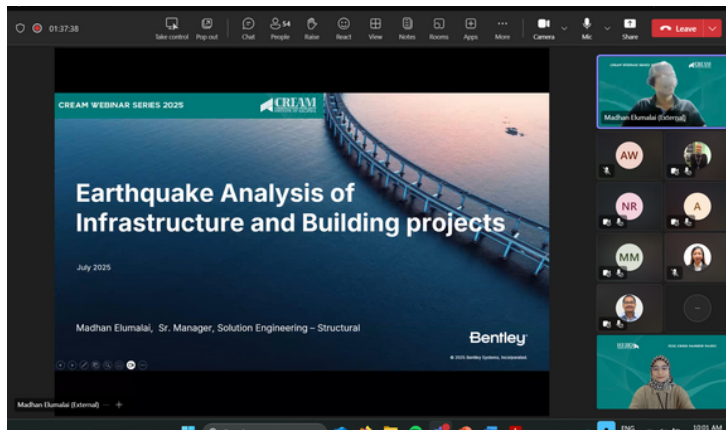 01:37:38
Take control
Pop out
Chat
54
People
Raise
React
View
Notes
Rooms
Apps
More
Camera
Mic
Share
Leave
CREAM WEBINAR SERIES 2025
CREAM
Earthquake Analysis of
Infrastructure and Building projects
July 2025
Madhan Elumalai, Sr. Manager, Solution Engineering – Structural
Bentley
© 2025 Bentley Systems, Incorporated.
Madhan Elumalai (External)
CREAM
Madhan Elumalai (External)
AW
NR
A
MM
ENG
10:01 AM